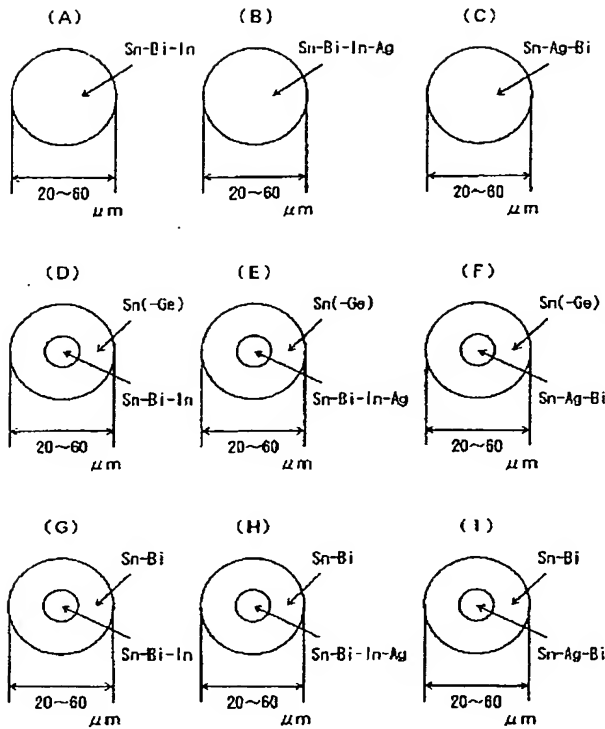 (A)
(B)
(C)
Sn-Bi-In
Sn-Bi-In-Ag
Sn-Ag-Bi
20~60
μm
20~60
μm
20~60
μm
(D)
(E)
(F)
Sn(-Ge)
Sn(-Ge)
Sn(-Ge)
Sn-Bi-In
Sn-Bi-In-Ag
Sn-Ag-Bi
20~60
μm
20~60
μm
20~60
μm
(G)
(H)
(I)
Sn-Bi
Sn-Bi
Sn-Bi
Sn-Bi-In
Sn-Bi-In-Ag
Sn-Ag-Bi
20~60
μm
20~60
μm
20~60
μm